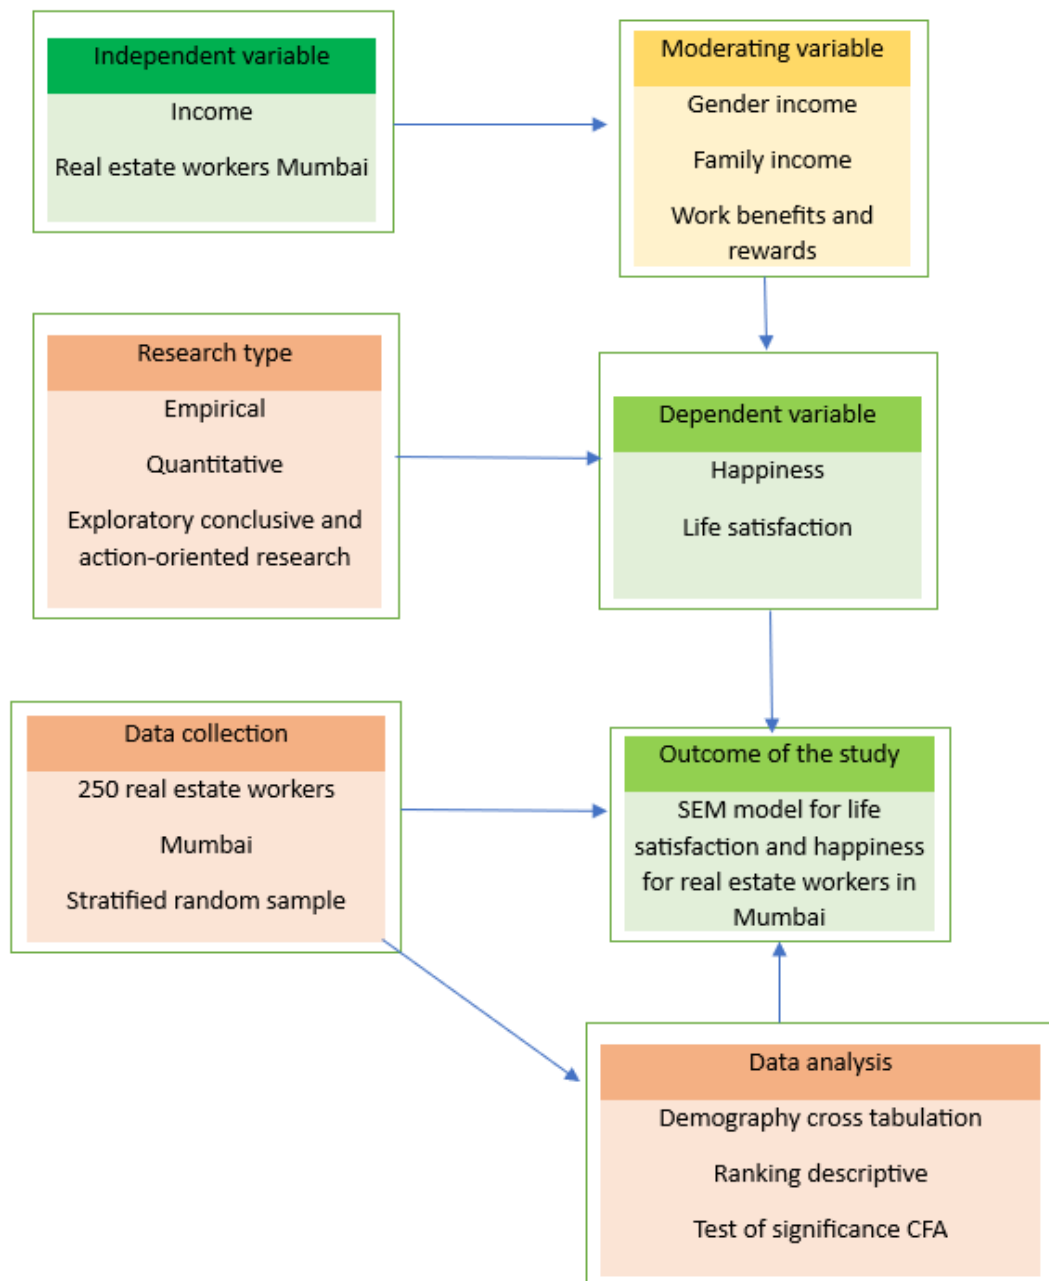 Independent variable
Income
Real estate workers Mumbai
Moderating variable
Gender income
Family income
Work benefits and
rewards
Research type
Empirical
Quantitative
Exploratory conclusive and
action-oriented research
Dependent variable
Happiness
Life satisfaction
Data collection
250 real estate workers
Mumbai
Stratified random sample
Outcome of the study
SEM model for life
satisfaction and happiness
for real estate workers in
Mumbai
Data analysis
Demography cross tabulation
Ranking descriptive
Test of significance CFA